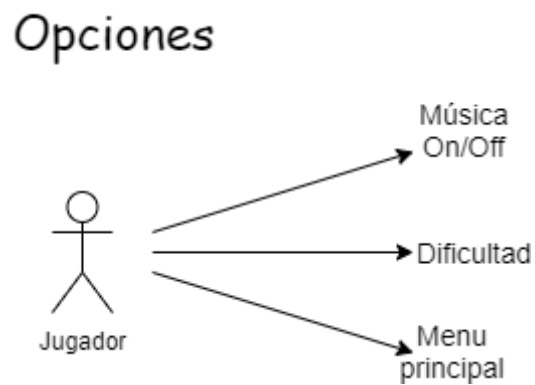 Opciones
Música
On/Off
Dificultad
Jugador
Menu
principal